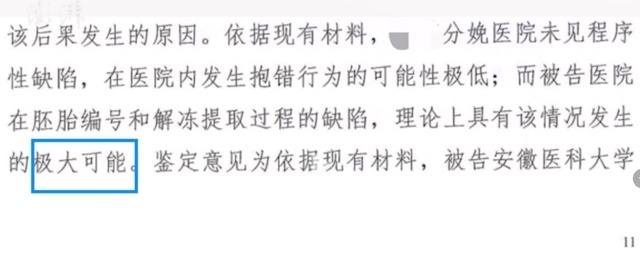 该后果发生的原因。依据现有材料，分娩医院未见程序
性缺陷，在医院内发生抱错行为的可能性极低；而被告医院
在胚胎编号和解冻提取过程的缺陷，理论上具有该情况发生
的极大可能。鉴定意见为依据现有材料，被告安徽医科大学
11